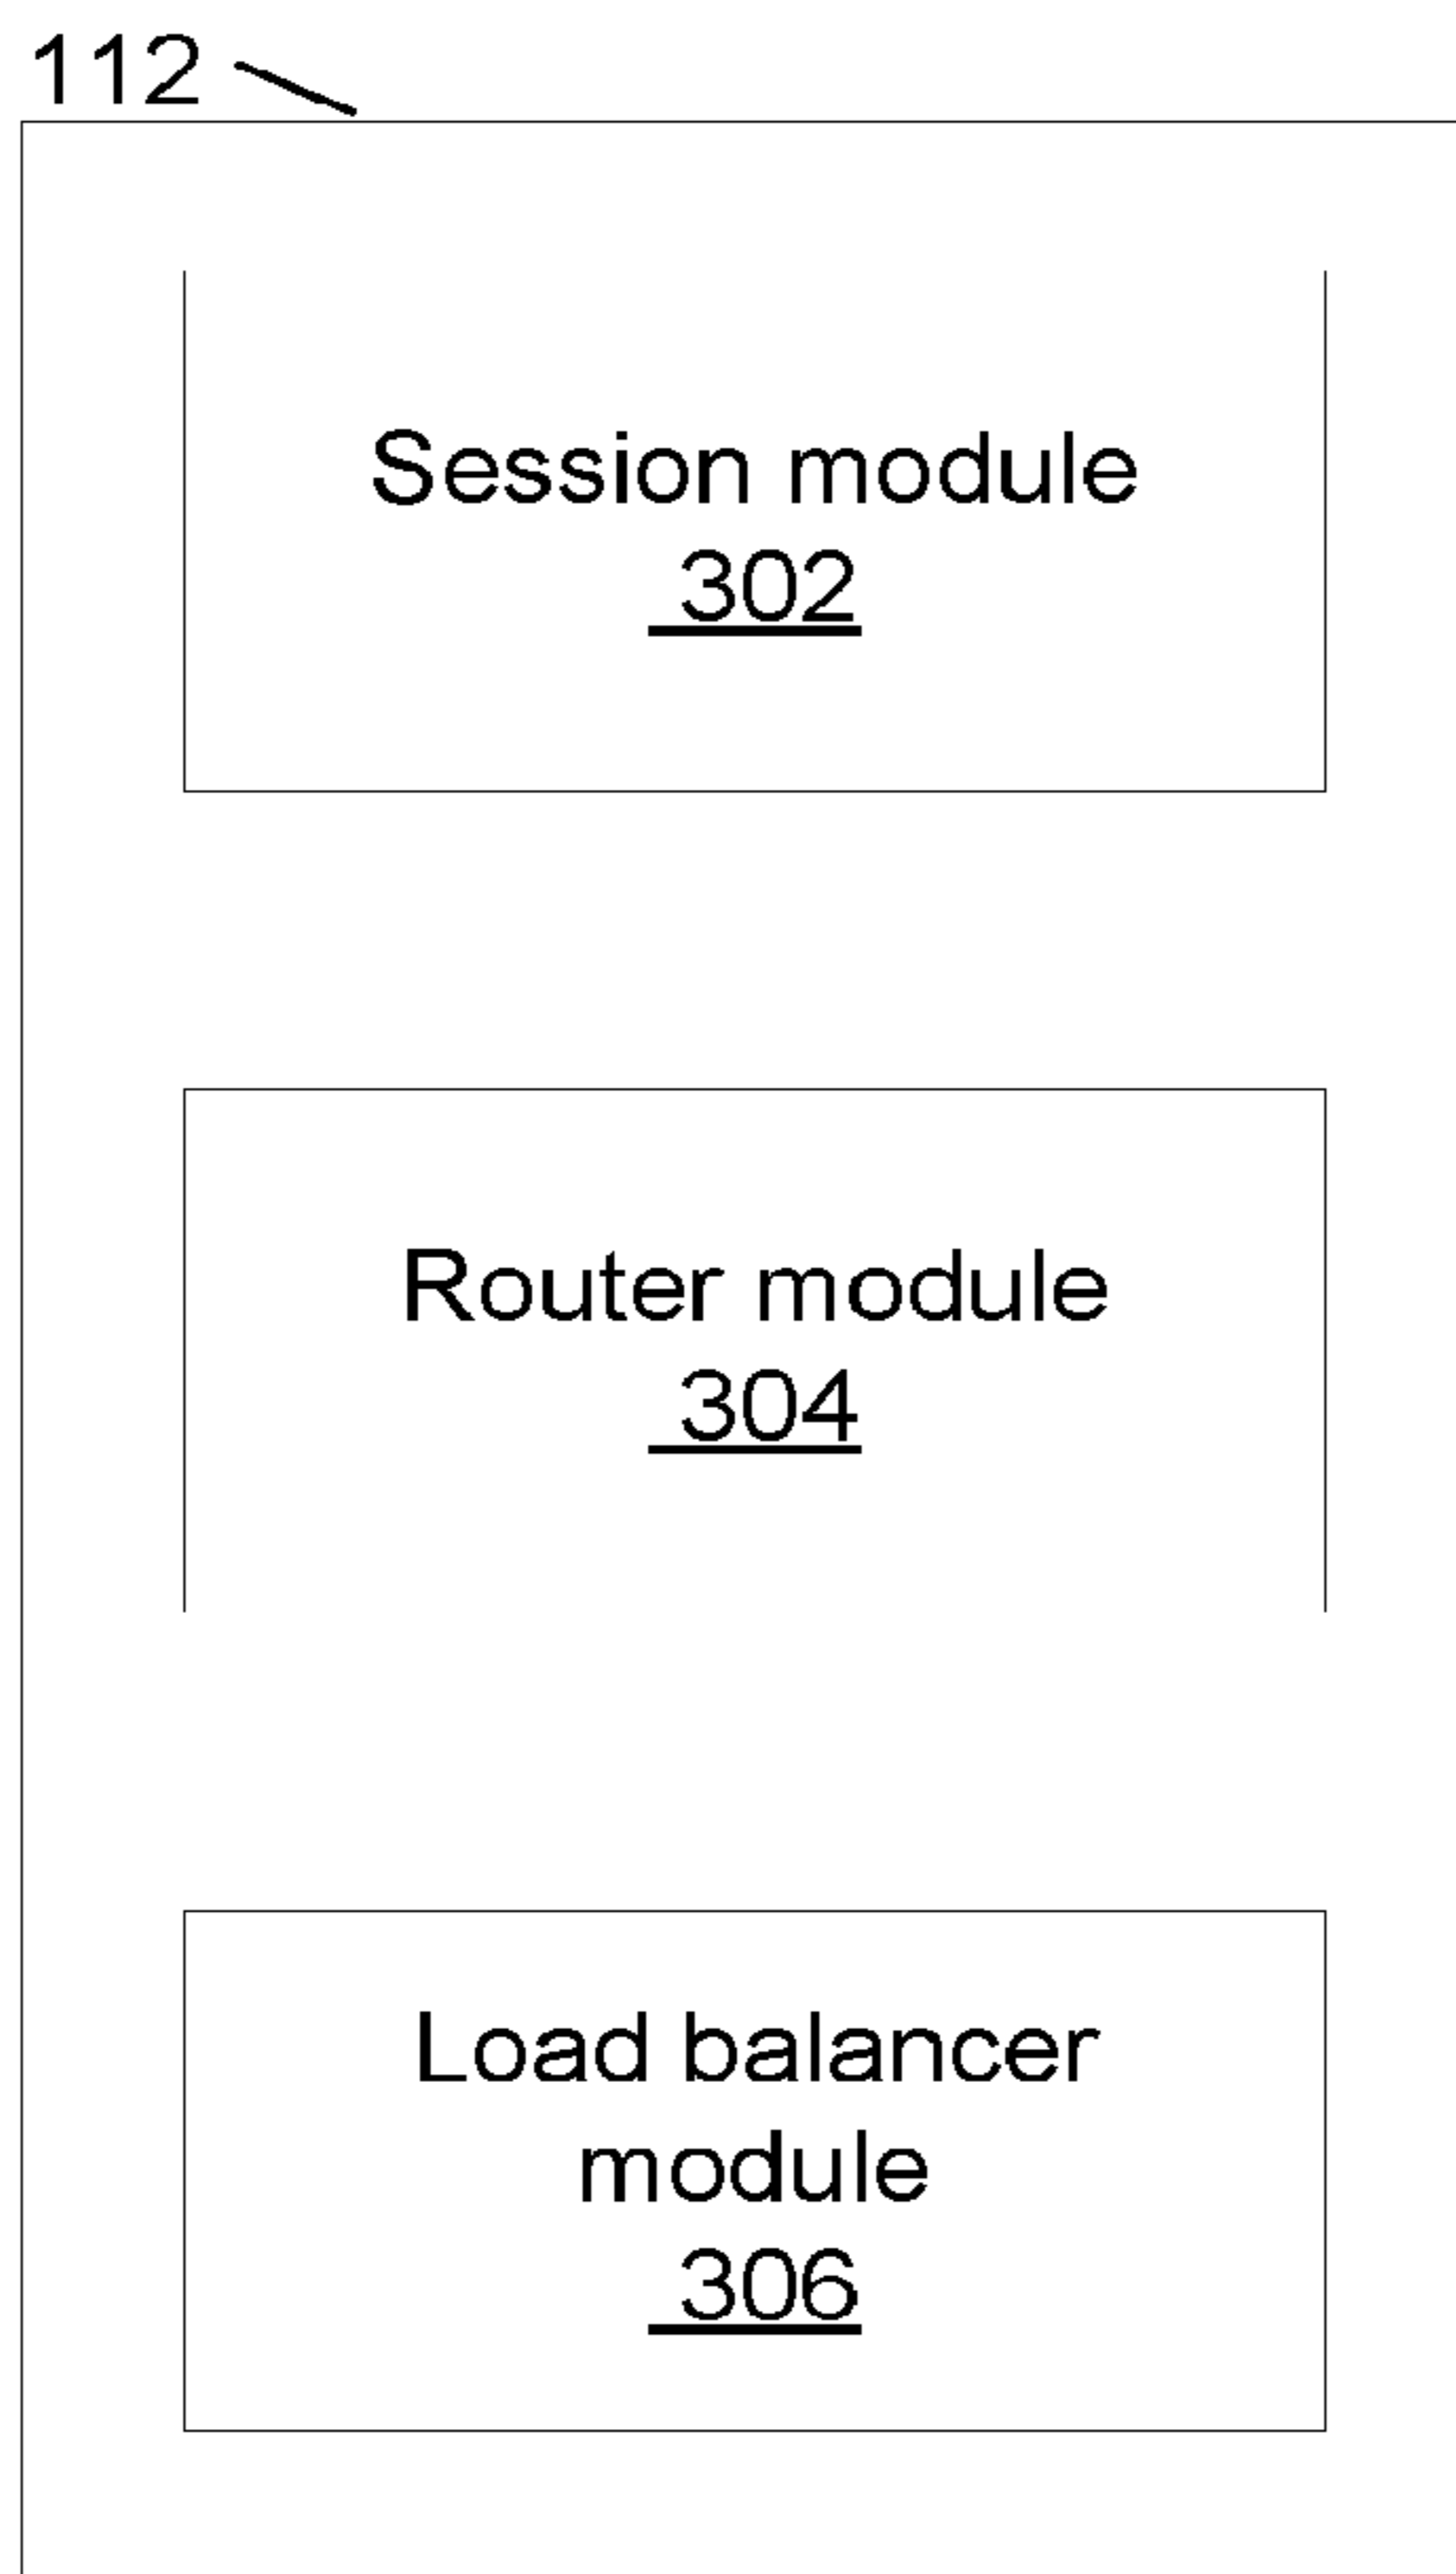 112
Session module
302
Router module
304
Load balancer
module
306